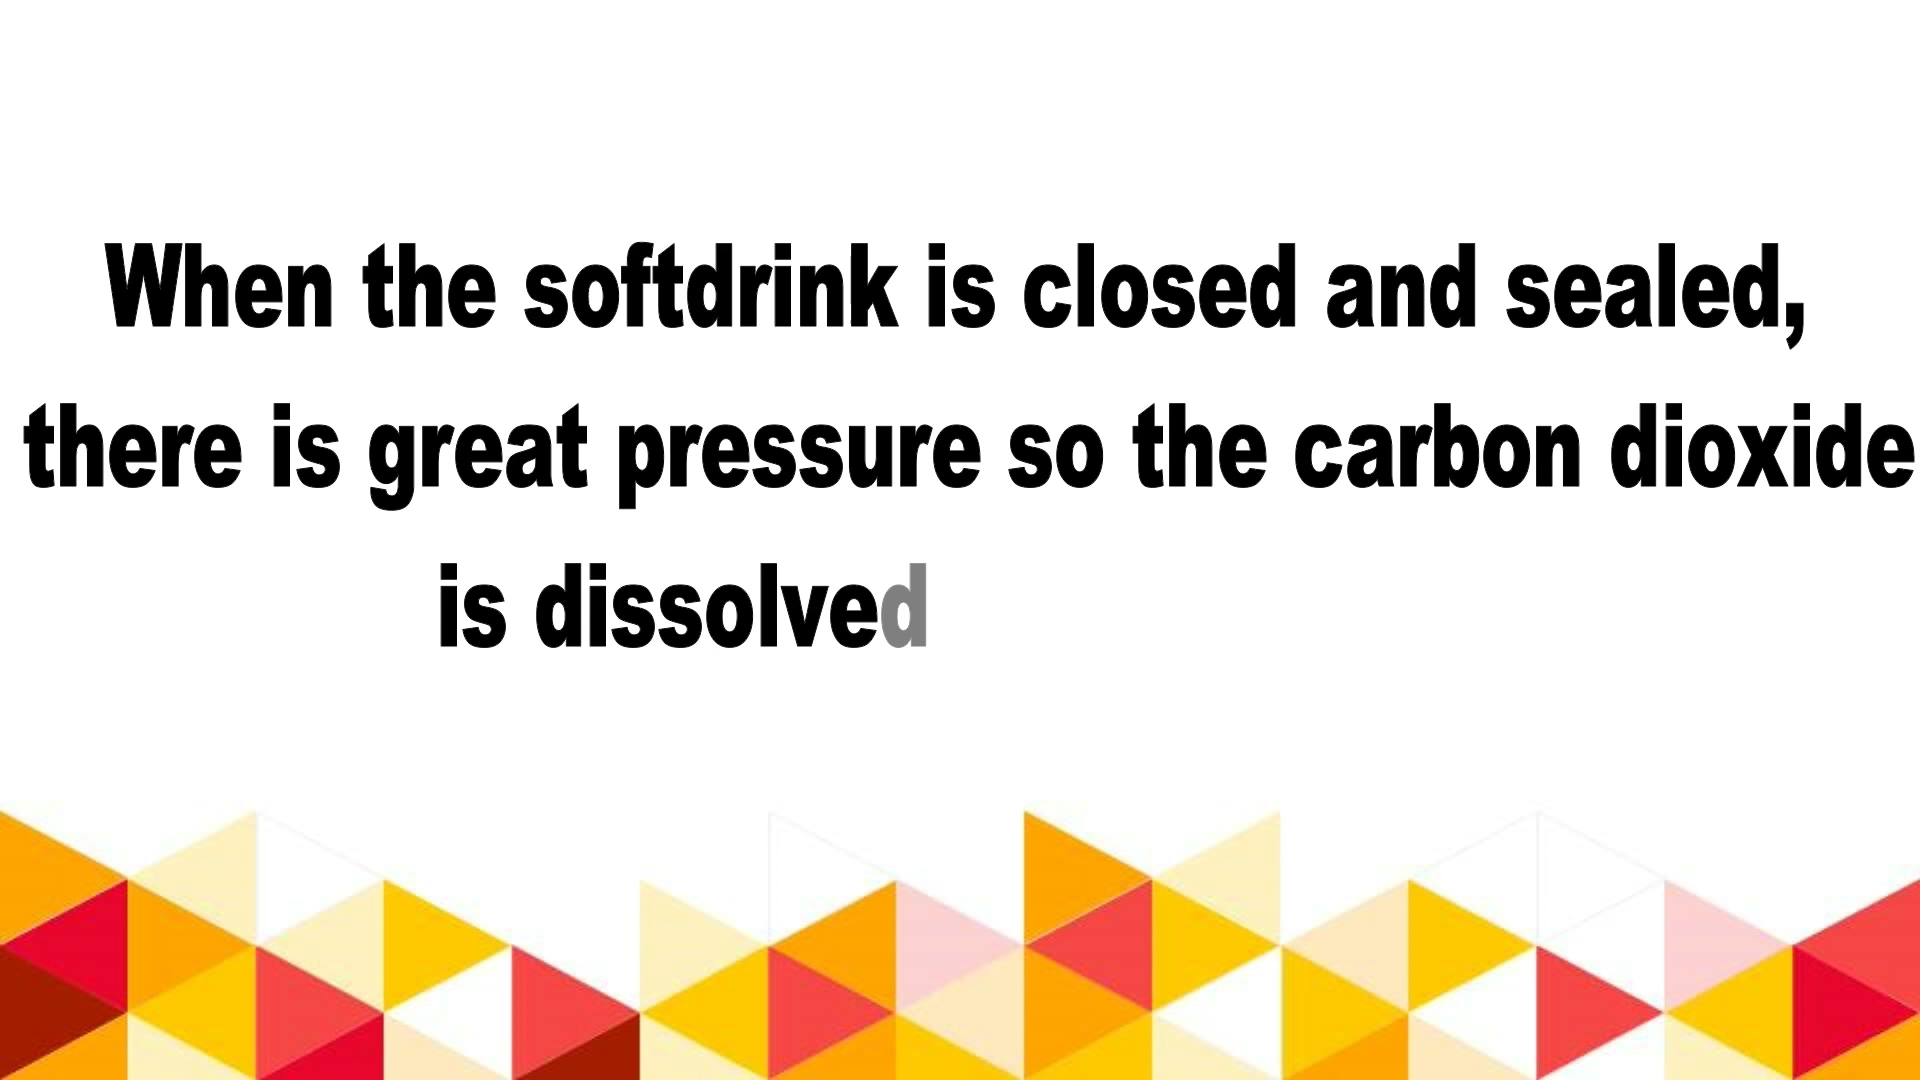 When the softdrink is closed and sealed,
there is great pressure so the carbon dioxide
is dissolved